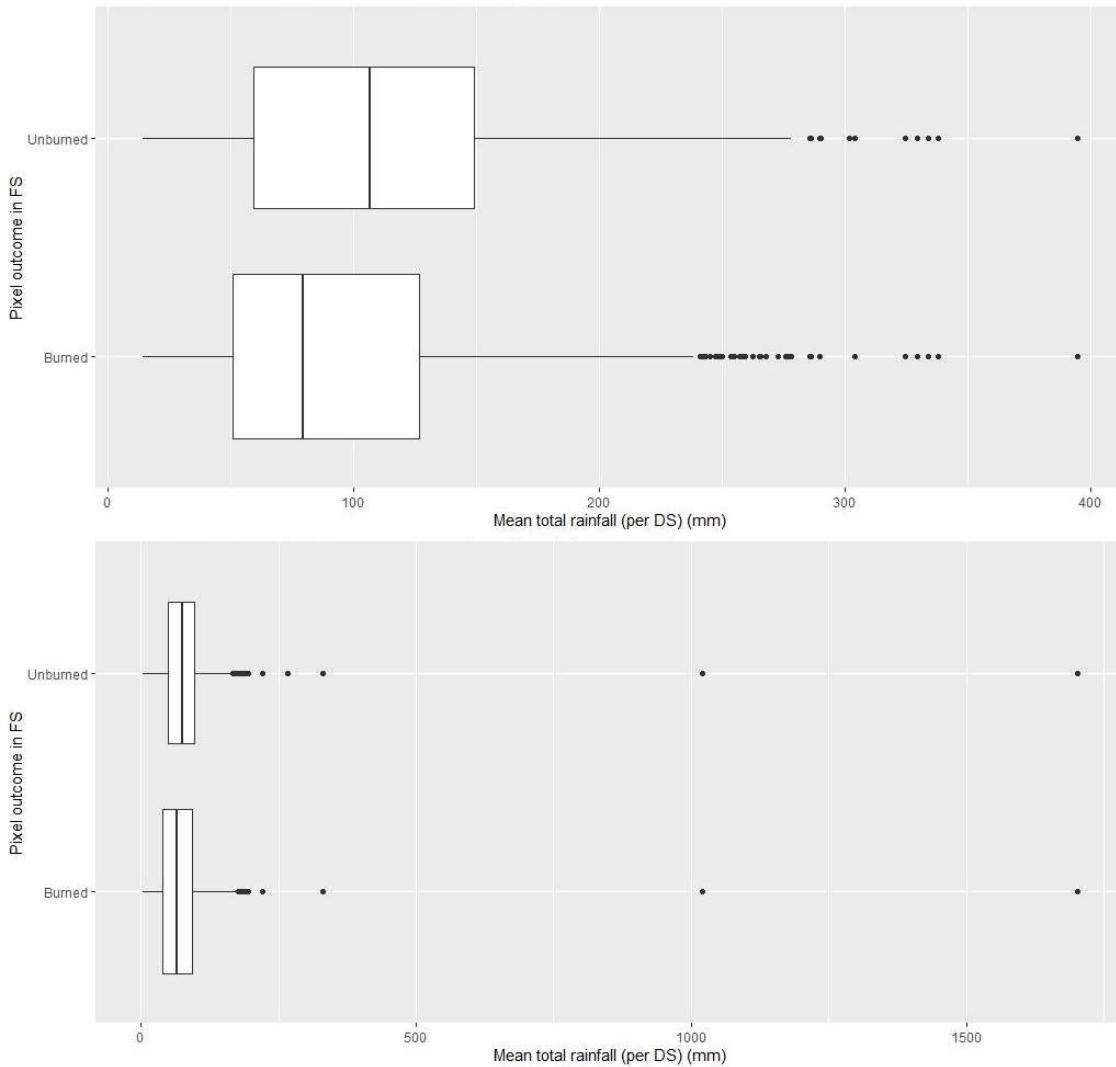 Pixel outcome in FS
Unburned
Burned
0 100 200 300 400
Mean total rainfall (per DS) (mm)
Pixel outcome in FS
Unburned
Burned
0 500 1000 1500
Mean total rainfall (per DS) (mm)